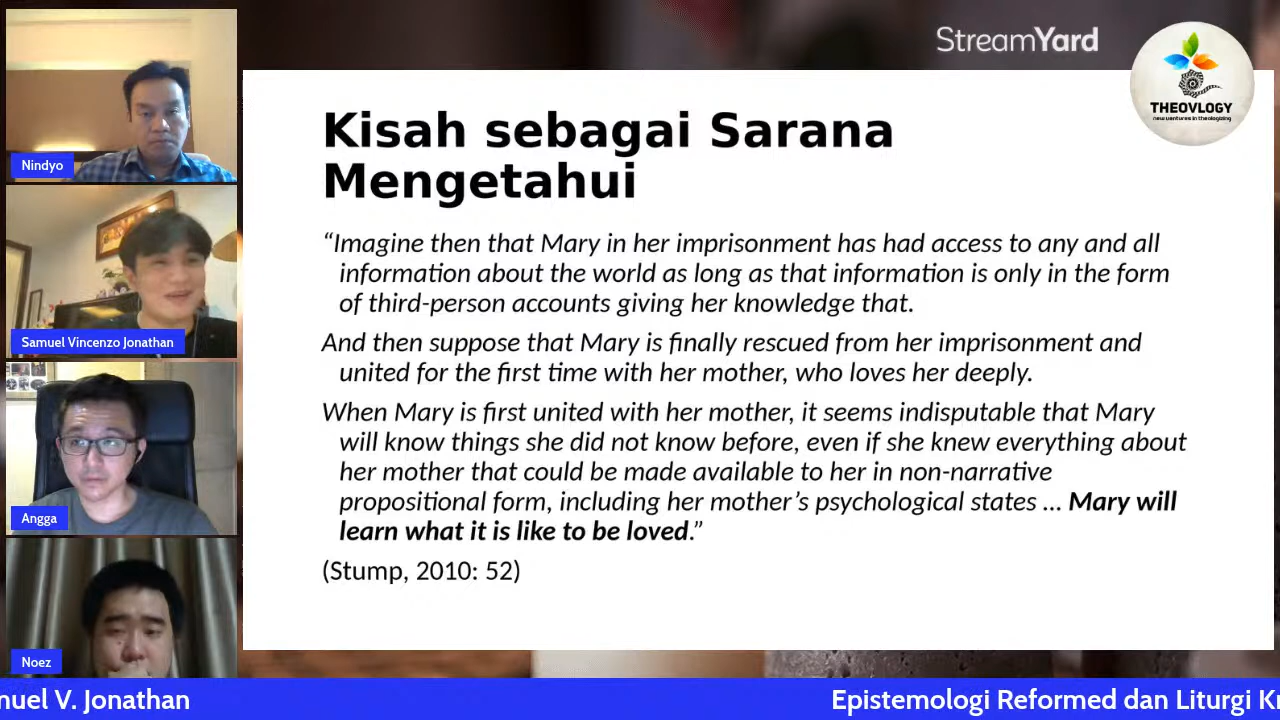 StreamYard
THEOVLOGY
new ventures in theologizing
Nindyo
Samuel Vincenzo Jonathan
Angga
Noez
Kisah sebagai Sarana
Mengetahui
“Imagine then that Mary in her imprisonment has had access to any and all
information about the world as long as that information is only in the form
of third-person accounts giving her knowledge that.
And then suppose that Mary is finally rescued from her imprisonment and
united for the first time with her mother, who loves her deeply.
When Mary is first united with her mother, it seems indisputable that Mary
will know things she did not know before, even if she knew everything about
her mother that could be made available to her in non-narrative
propositional form, including her mother’s psychological states ... Mary will
learn what it is like to be loved.”
(Stump, 2010: 52)
muel V. Jonathan
Epistemologi Reformed dan Liturgi Kr